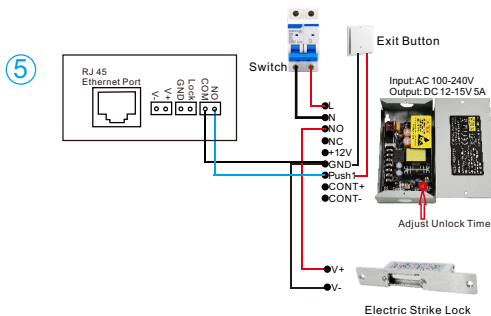 5
RJ 45
Ethernet Port
V-
V+
GND
Lock
COM
NO
Switch
Exit Button
Input:AC 100-240V
Output: DC 12-15V 5A
L
N
NO
NC
+12V
GND
Push1
CONT+
CONT-
Adjust Unlock Time
V+
V-
Electric Strike Lock